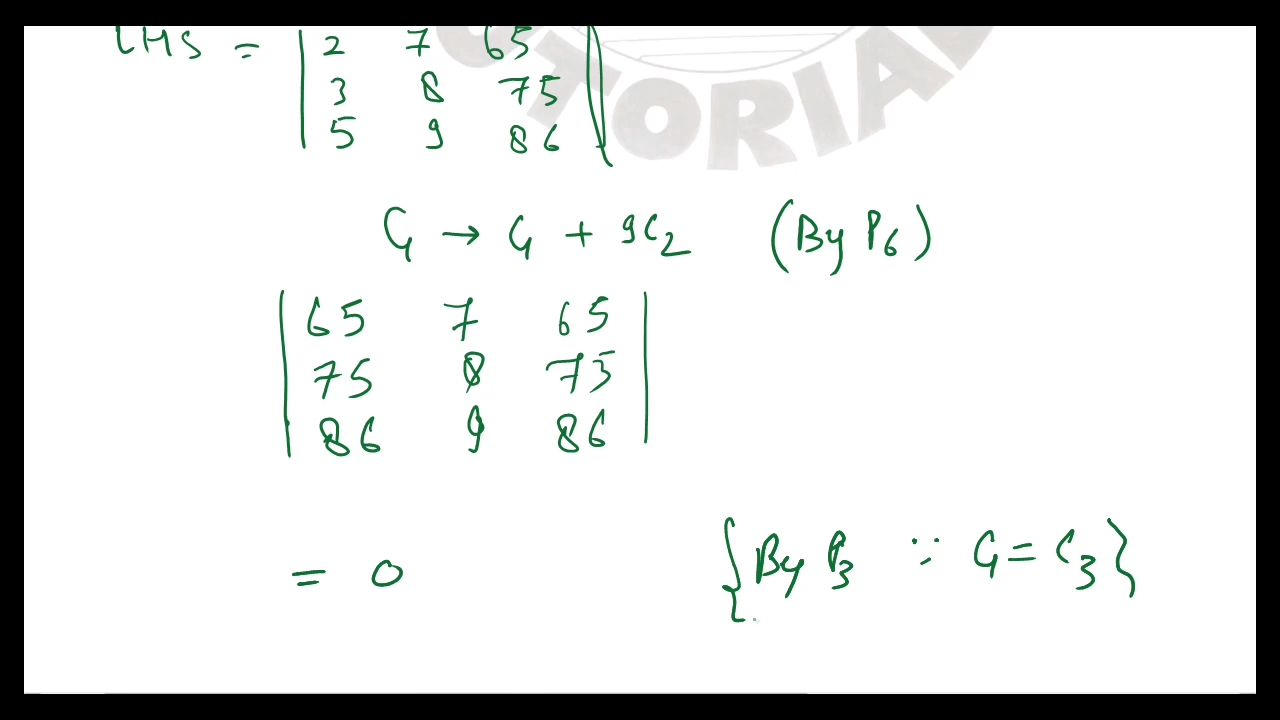 LHS = | 2 7 65 |
| 3 8 75 |
| 5 9 86 |
TORIAL
C1 → C1 + 9C2 (By P6)
| 65 7 65 |
| 75 8 75 |
| 86 9 86 |
= 0 {By P3 ∵ C1 = C3}